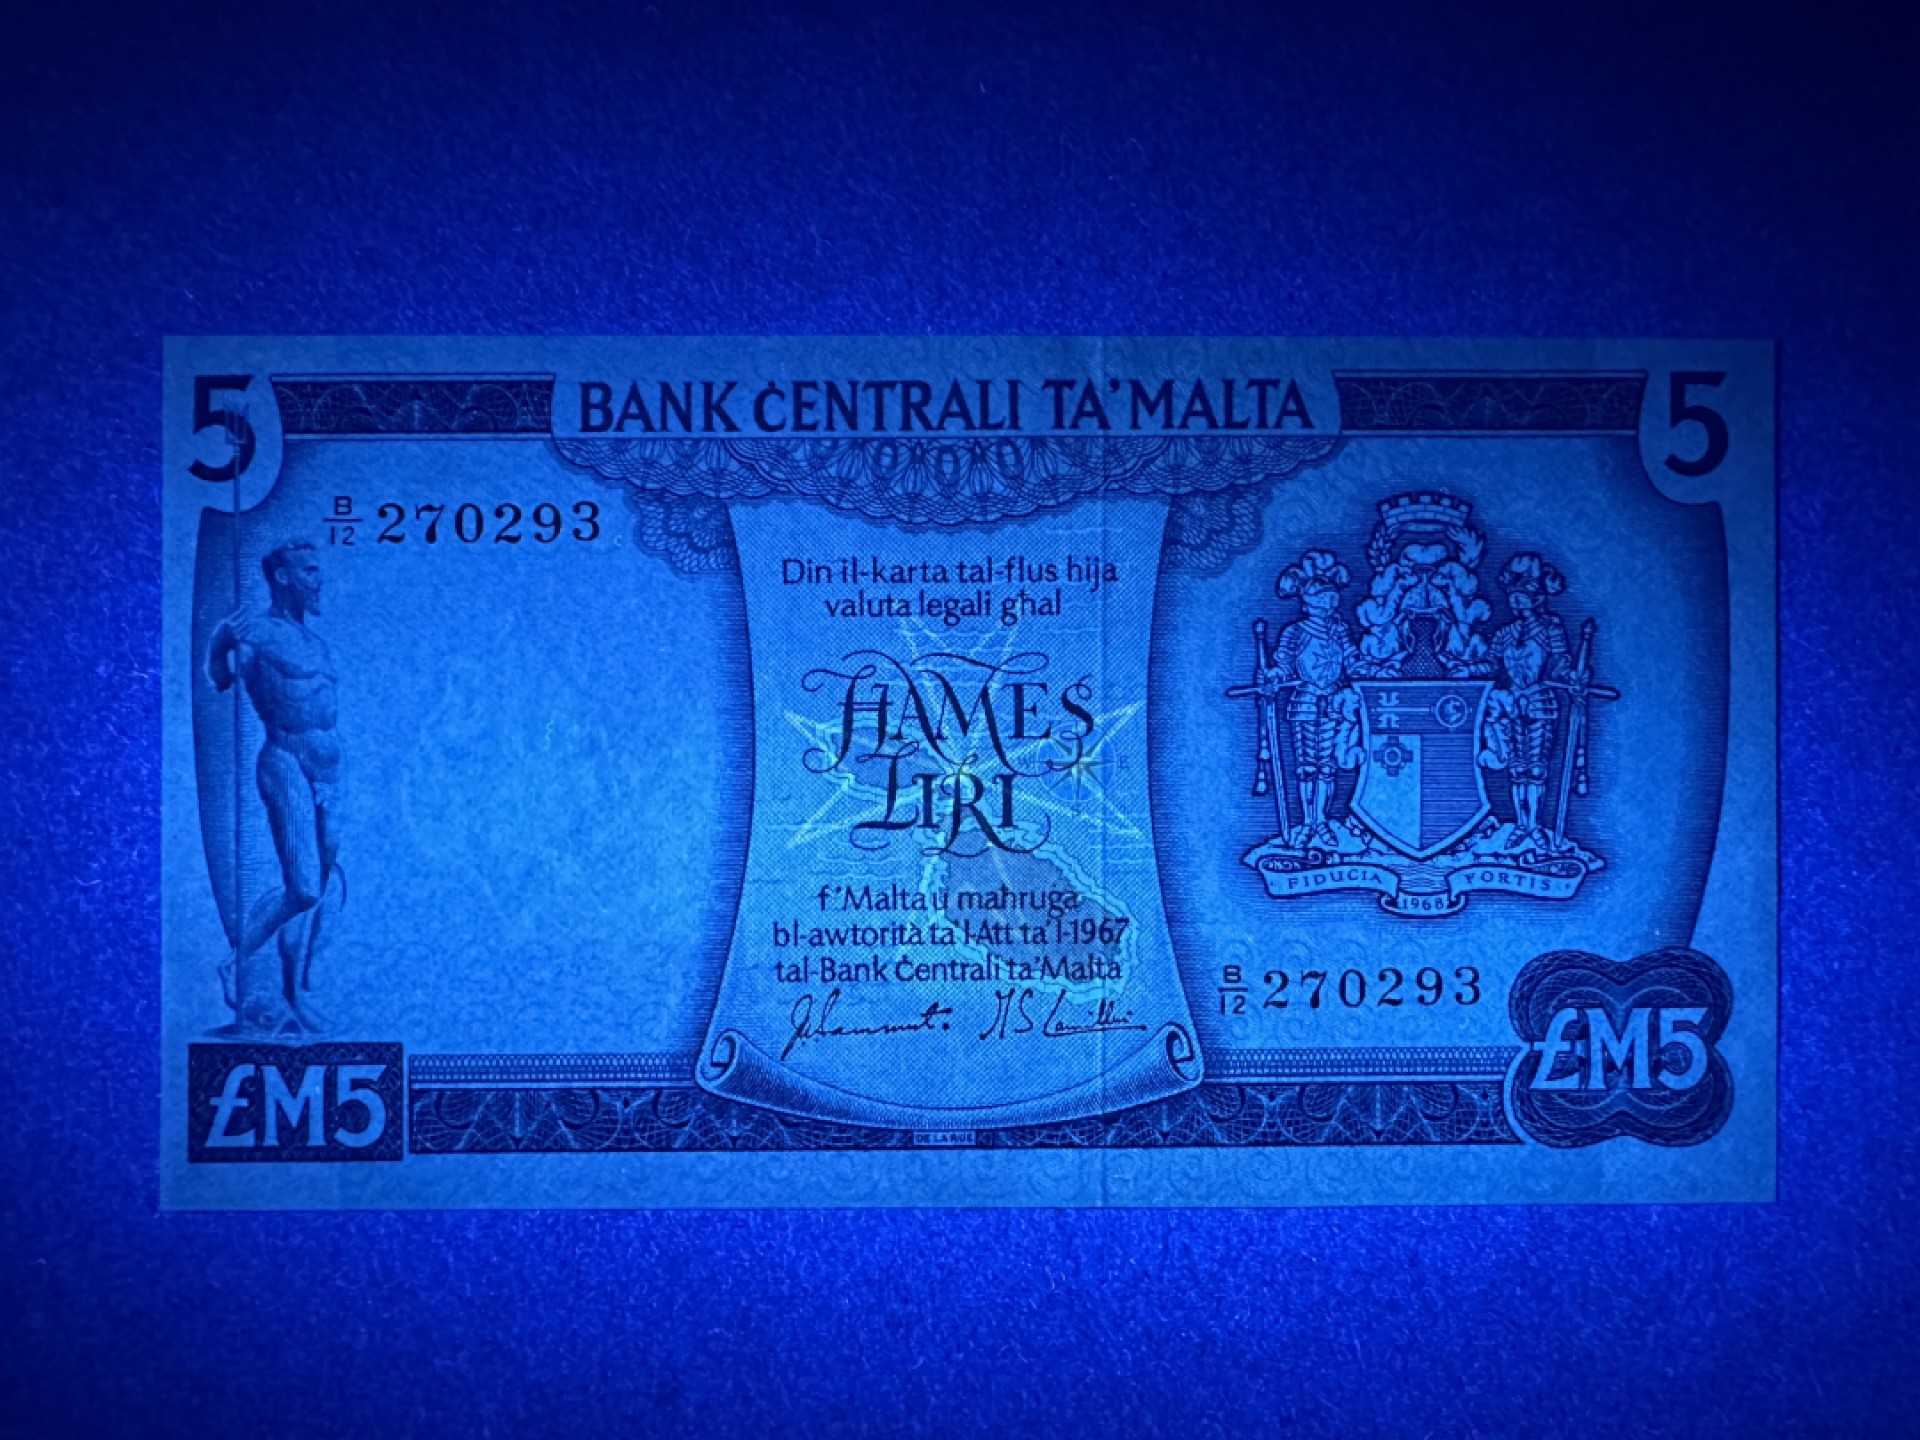 5 BANK ĊENTRALI TA' MALTA 5
B/12 270293
Din il-karta tal-flus hija
valuta legali għal
ĦAMES
LIRI
f'Malta u maħruġa
bl-awtorità ta'l-Att ta'l-1967
tal-Bank Ċentrali ta'Malta
FIDUCIA FORTIS
1968
B/12 270293
£M5 £M5
DE LA RUE